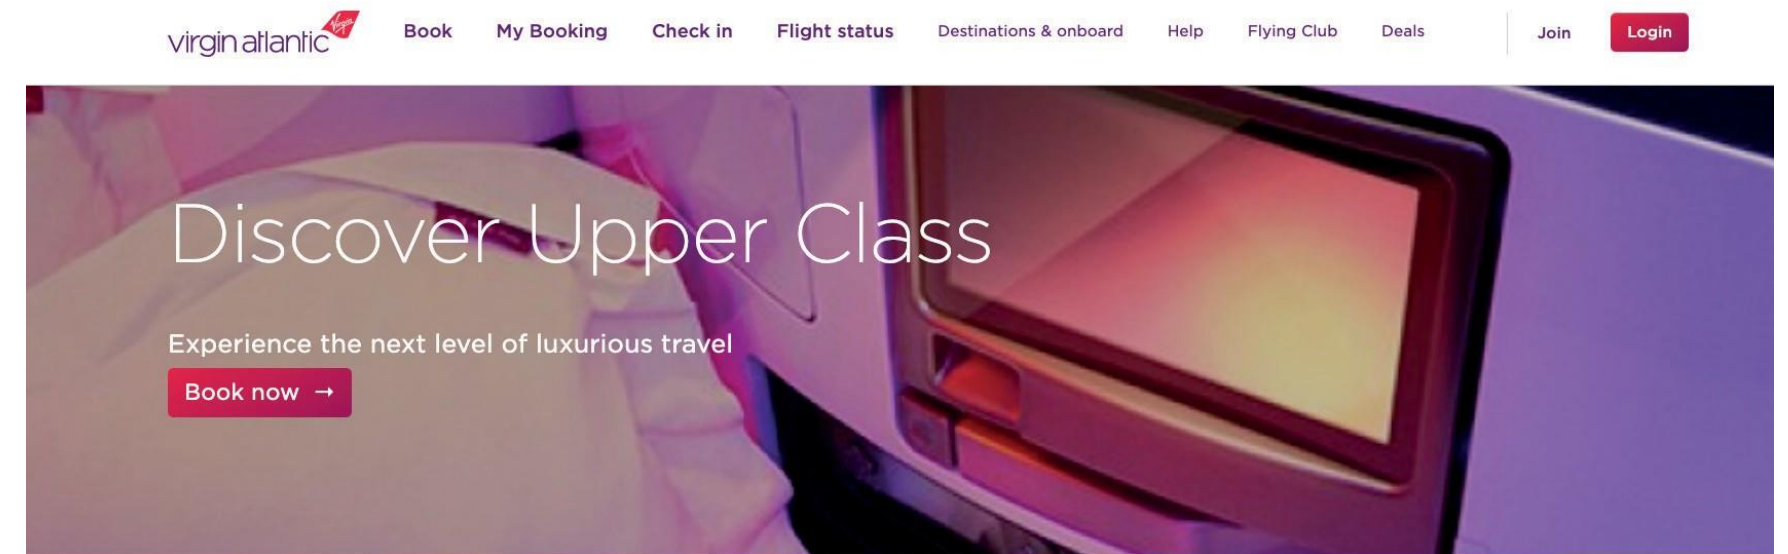 virgin atlantic
Virgin
Book
My Booking
Check in
Flight status
Destinations & onboard
Help
Flying Club
Deals
Join
Login
Discover Upper Class
Experience the next level of luxurious travel
Book now →